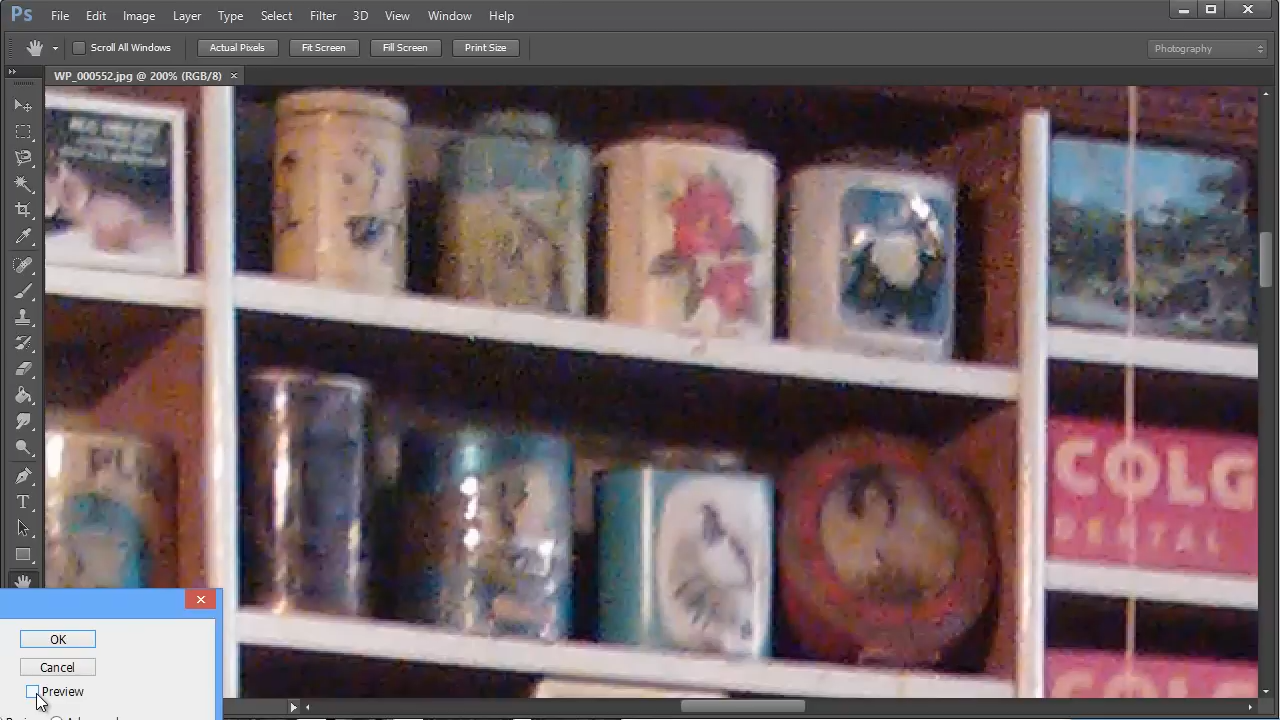 Ps File Edit Image Layer Type Select Filter 3D View Window Help
Scroll All Windows Actual Pixels Fit Screen Fill Screen Print Size Photography
WP_000552.jpg @ 200% (RGB/8)
COLG
DENTAL
COLG
OK
Cancel
Preview